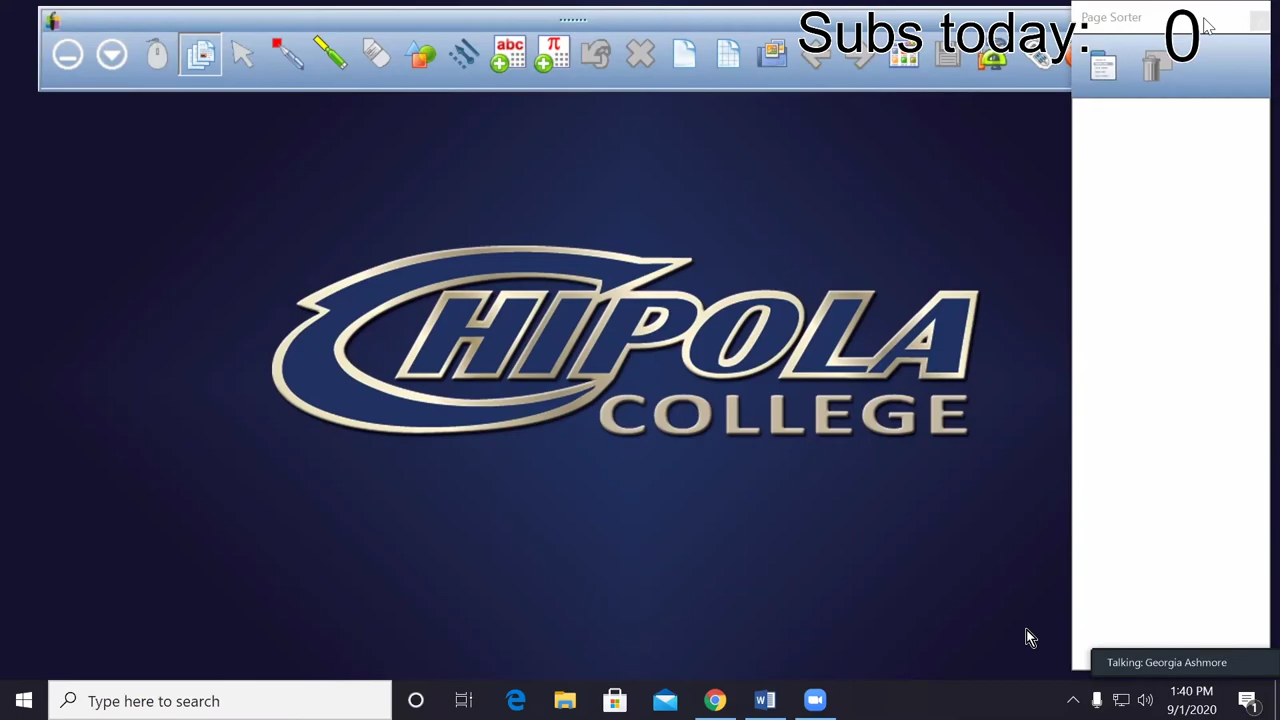 Page Sorter
Subs today: 0
abc
π
CHIPOLA
COLLEGE
Talking: Georgia Ashmore
Type here to search
1:40 PM
9/1/2020
1